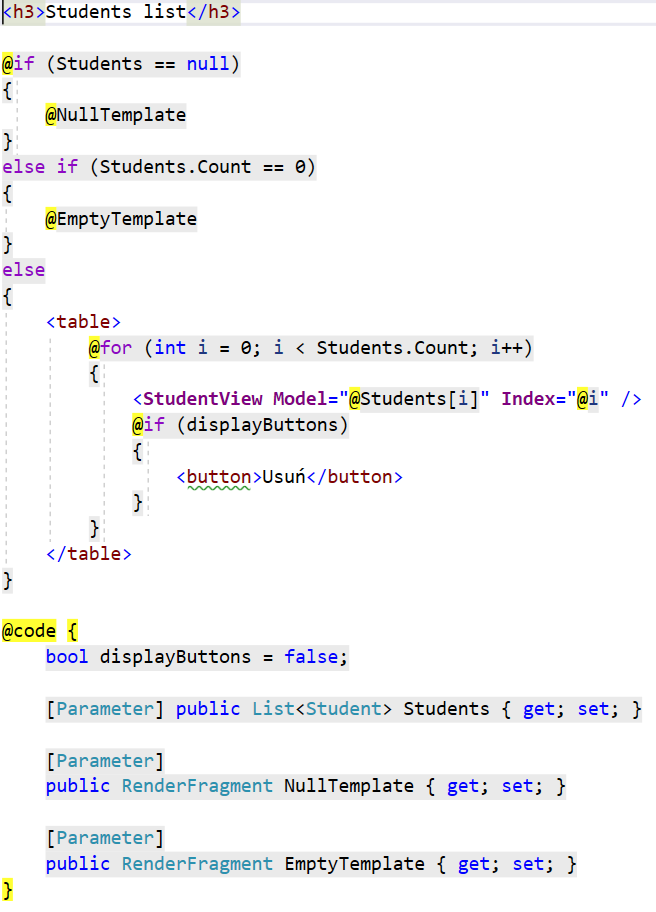 <h3>Students list</h3>
@if (Students == null)
{
@NullTemplate
}
else if (Students.Count == 0)
{
@EmptyTemplate
}
else
{
<table>
@for (int i = 0; i < Students.Count; i++)
{
<StudentView Model="@Students[i]" Index="@i" />
@if (displayButtons)
{
<button>Usuń</button>
}
}
</table>
}
@code {
bool displayButtons = false;
[Parameter] public List<Student> Students { get; set; }
[Parameter]
public RenderFragment NullTemplate { get; set; }
[Parameter]
public RenderFragment EmptyTemplate { get; set; }
}